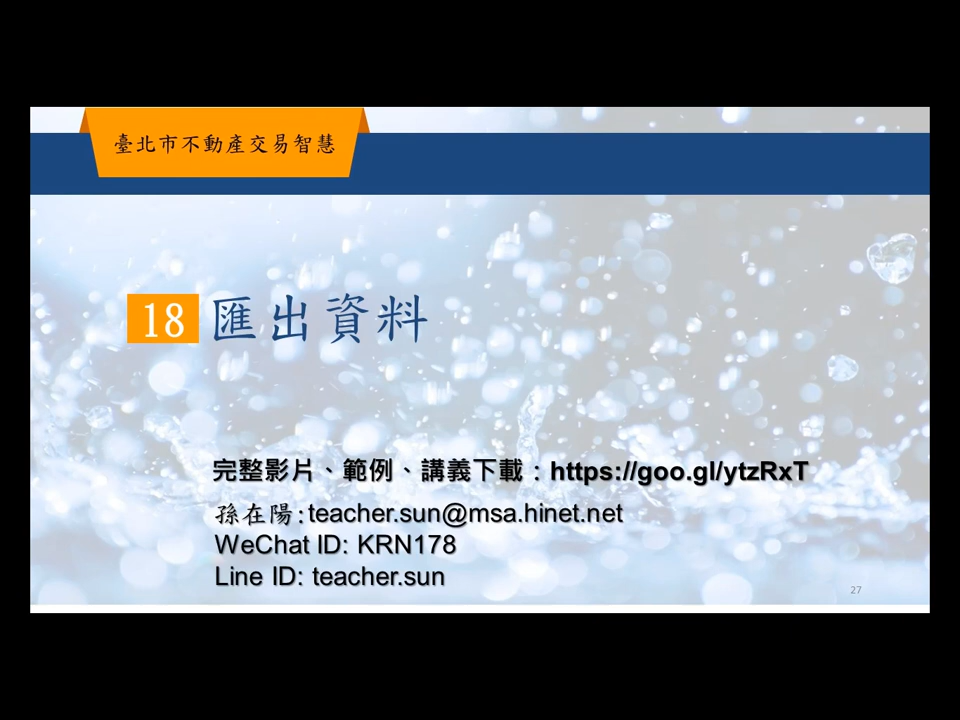 臺北市不動產交易智慧
18 匯出資料
完整影片、範例、講義下載：https://goo.gl/ytzRxT
孫在陽:teacher.sun@msa.hinet.net
WeChat ID: KRN178
Line ID: teacher.sun
27